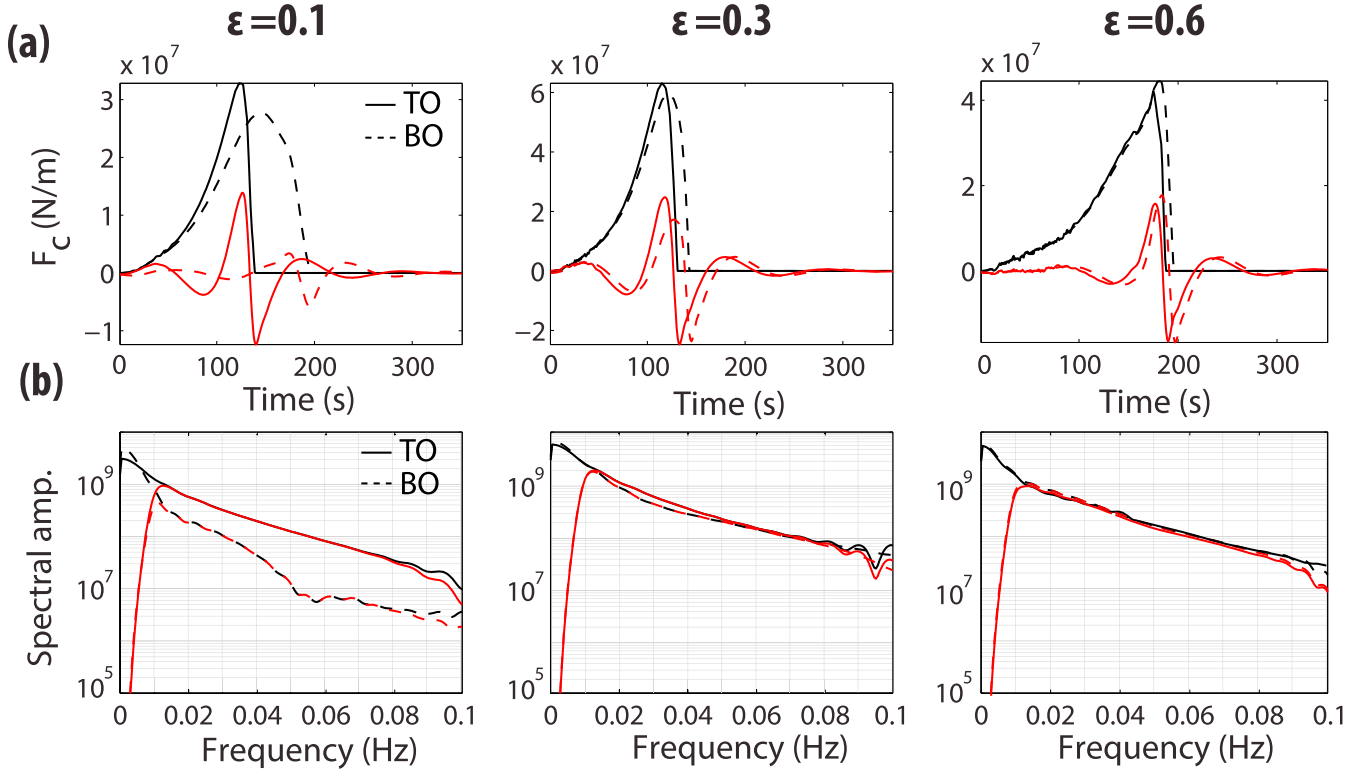 ε=0.1 ε=0.3 ε=0.6
(a)
x 10^7 x 10^7 x 10^7
3 2 1 0 −1
6 4 2 0 −2
4 2 0
TO
BO
F_c (N/m)
0 100 200 300
0 100 200 300
0 100 200 300
Time (s) Time (s) Time (s)
(b)
TO
BO
Spectral amp.
10^9 10^7 10^5
10^9 10^7 10^5
10^9 10^7 10^5
0 0.02 0.04 0.06 0.08 0.1
0 0.02 0.04 0.06 0.08 0.1
0 0.02 0.04 0.06 0.08 0.1
Frequency (Hz) Frequency (Hz) Frequency (Hz)